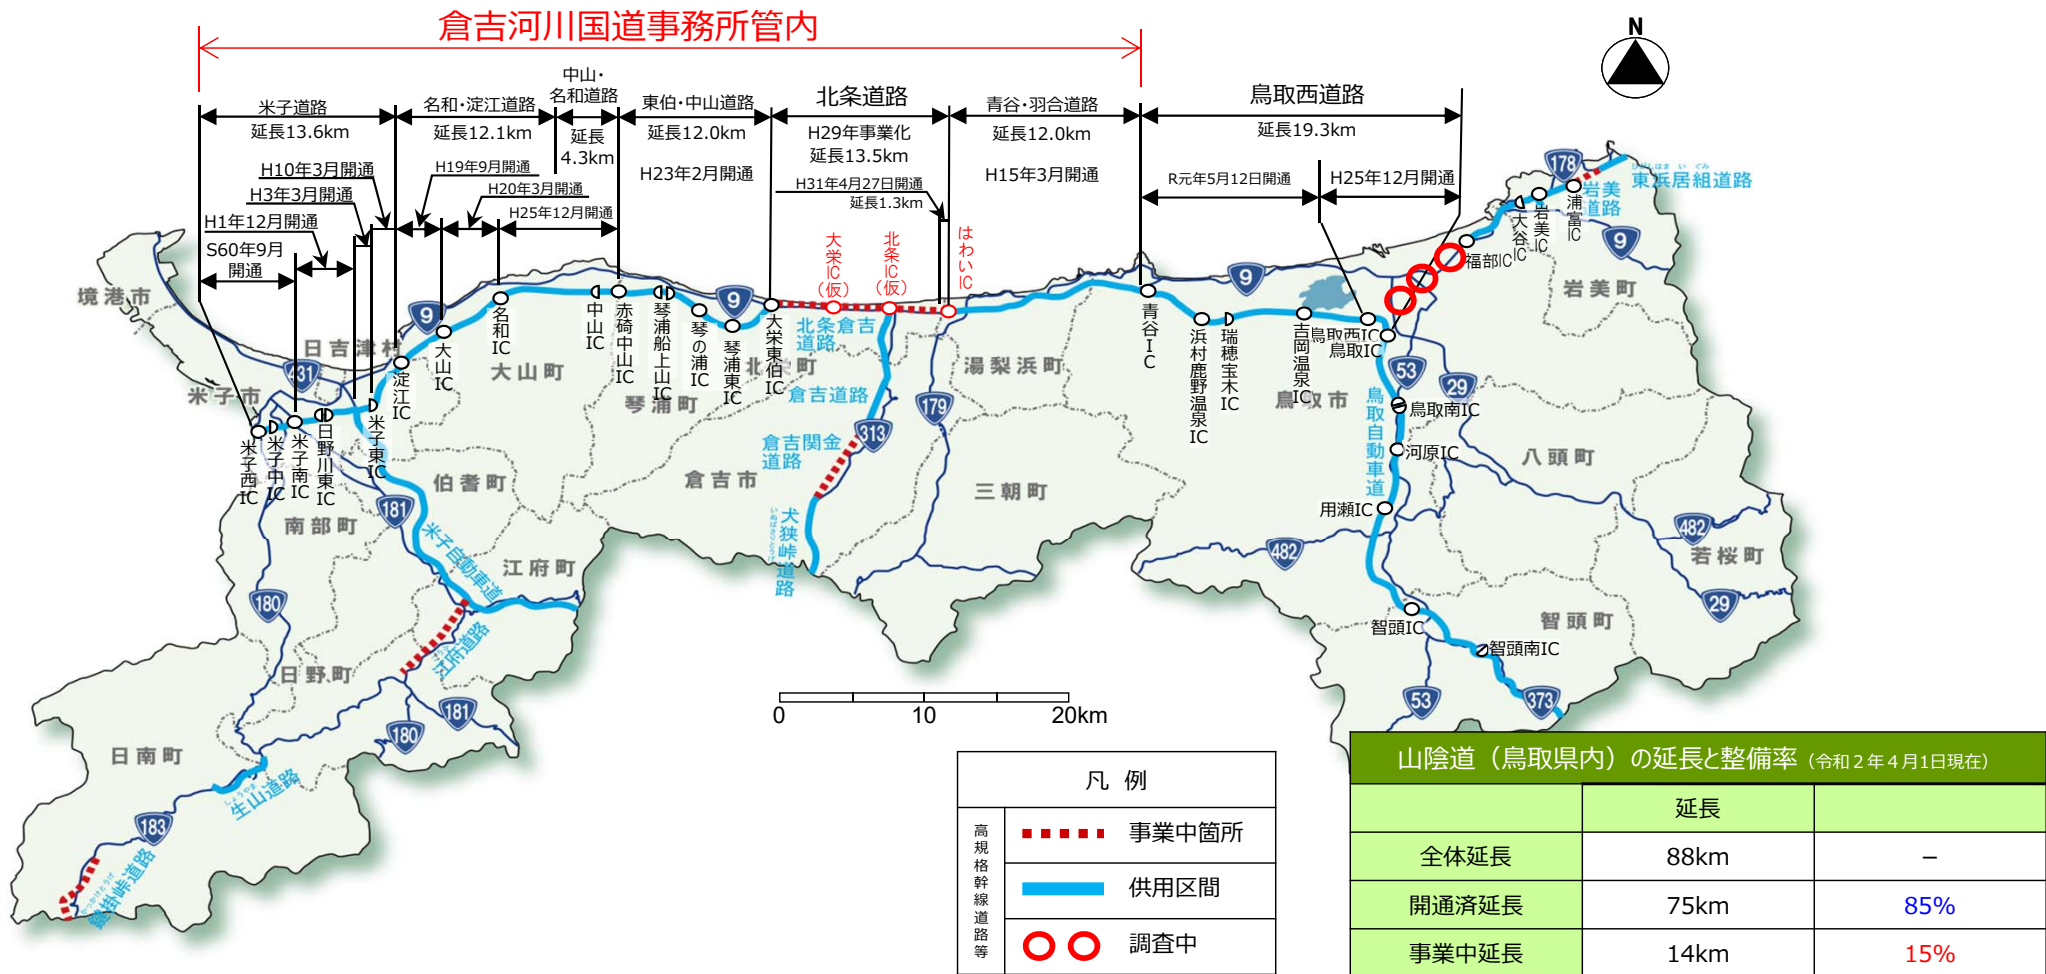 倉吉河川国道事務所管内
N
米子道路
延長13.6km
名和・淀江道路
延長12.1km
中山・
名和道路
延長
4.3km
東伯・中山道路
延長12.0km
H23年2月開通
北条道路
H29年事業化
延長13.5km
H31年4月27日開通
延長1.3km
青谷・羽合道路
延長12.0km
H15年3月開通
鳥取西道路
延長19.3km
R元年5月12日開通
H25年12月開通
H10年3月開通
H3年3月開通
H1年12月開通
S60年9月
開通
H19年9月開通
H20年3月開通
H25年12月開通
境港市
日吉津村
米子市
大山町
琴浦町
北栄町
湯梨浜町
鳥取市
岩美町
八頭町
若桜町
智頭町
三朝町
倉吉市
伯耆町
南部町
江府町
日野町
日南町
米子西IC
米子中IC
米子南IC
日野川東IC
米子東IC
淀江IC
大山IC
名和IC
中山IC
赤碕中山IC
琴浦船上山IC
琴の浦IC
琴浦東IC
大栄東伯IC
大栄IC（仮）
北条IC（仮）
はわいIC
青谷IC
浜村鹿野温泉IC
瑞穂宝木IC
吉岡温泉IC
鳥取西IC
鳥取IC
福部IC
大谷IC
岩美IC
浦富IC
鳥取南IC
河原IC
用瀬IC
智頭IC
智頭南IC
北条倉吉
道路
倉吉道路
倉吉関金
道路
犬狭峠道路
米子自動車道
江府道路
生山道路
鍵掛峠道路
鳥取自動車道
岩美
道路
東浜居組道路
9
9
9
9
431
181
180
180
181
183
313
179
178
53
29
482
482
29
53
373
0
10
20km
凡 例
高規格幹線道路等
事業中箇所
供用区間
調査中
山陰道（鳥取県内）の延長と整備率（令和２年４月1日現在）
延長
全体延長 88km －
開通済延長 75km 85%
事業中延長 14km 15%